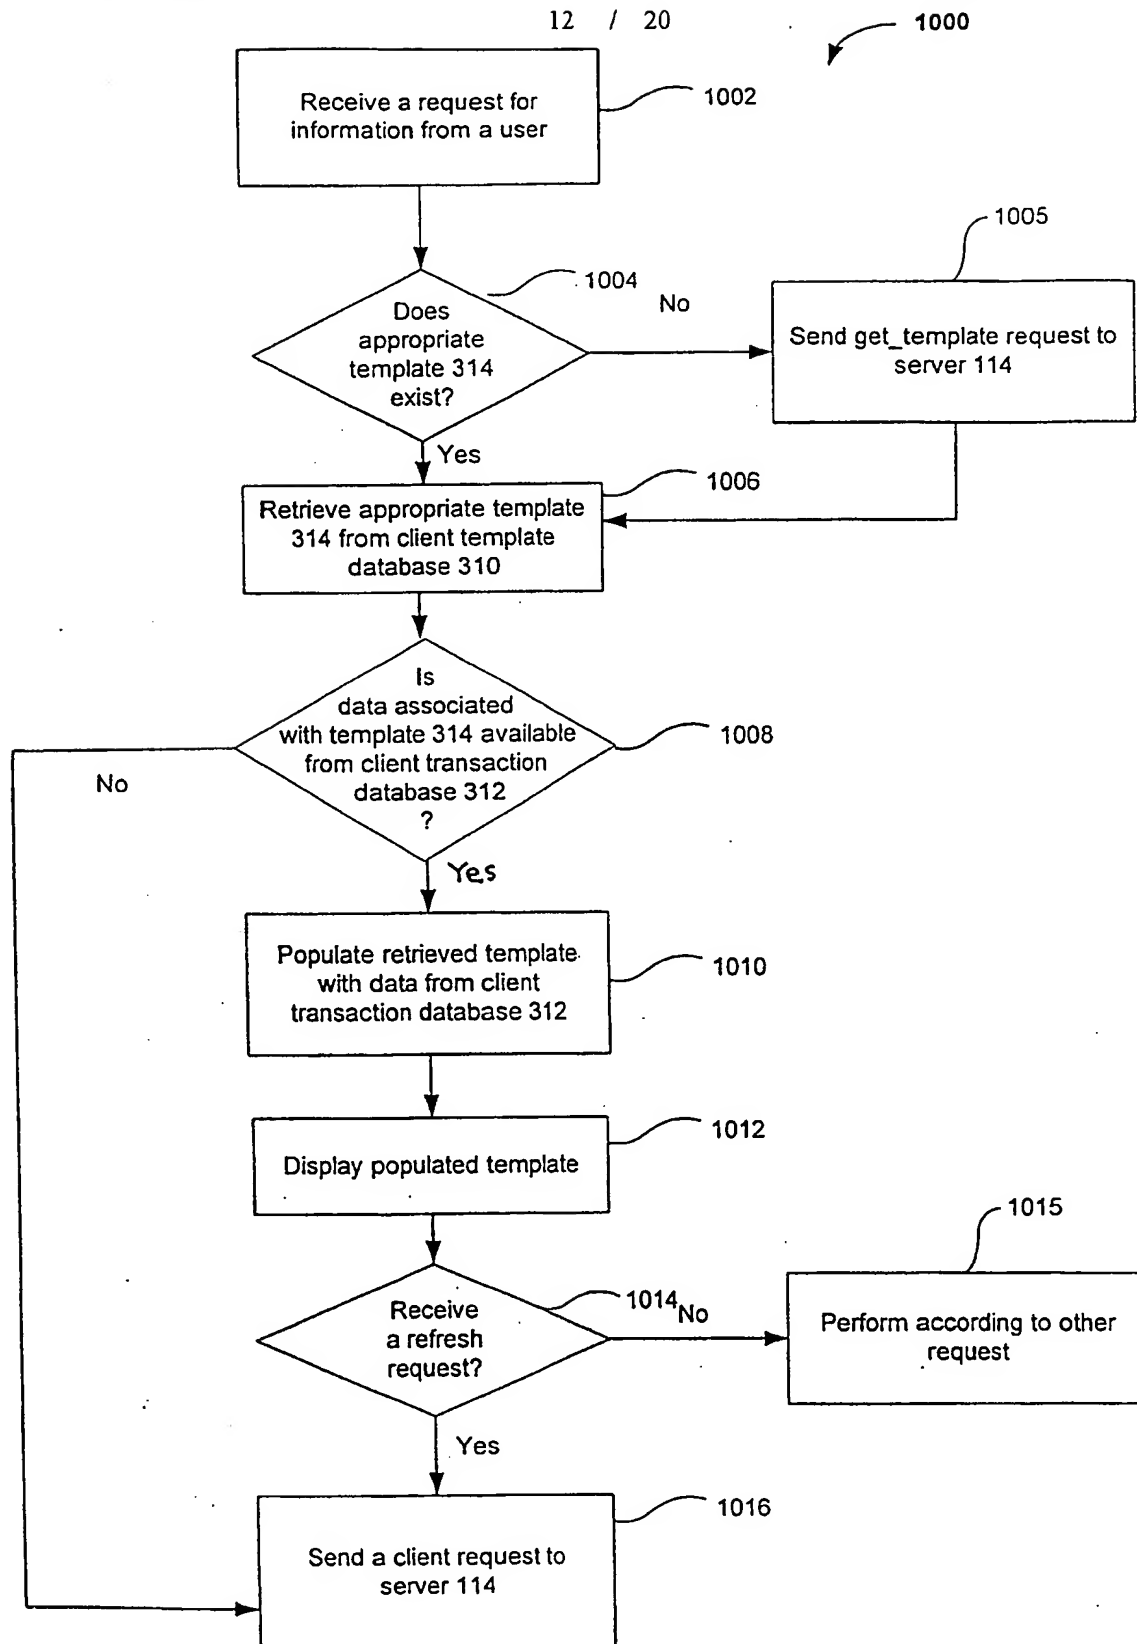 12 / 20
1000
Receive a request for
information from a user
1002
1005
Does
appropriate
template 314
exist?
1004
No
Send get_template request to
server 114
Yes
1006
Retrieve appropriate template
314 from client template
database 310
Is
data associated
with template 314 available
from client transaction
database 312
?
1008
No
Yes
Populate retrieved template
with data from client
transaction database 312
1010
1012
Display populated template
1015
Receive
a refresh
request?
1014
No
Perform according to other
request
Yes
1016
Send a client request to
server 114